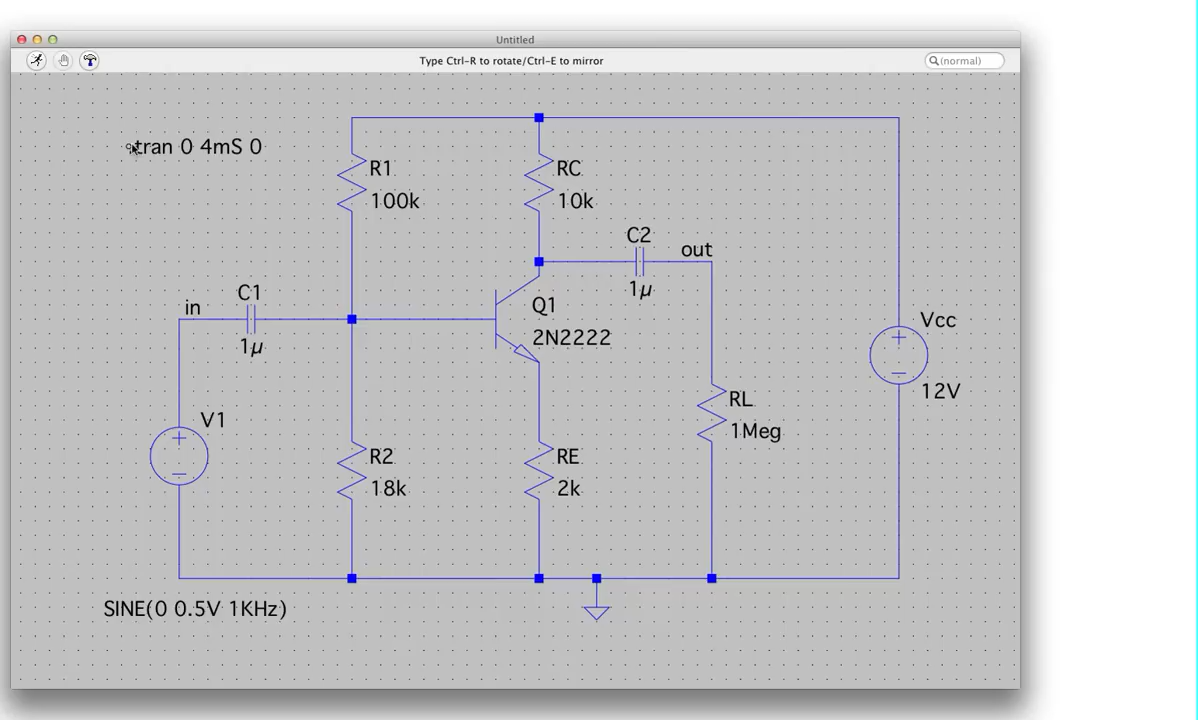 Untitled
Type Ctrl-R to rotate/Ctrl-E to mirror
(normal)
tran 0 4mS 0
R1
100k
RC
10k
C2
1µ
out
in
C1
1µ
Q1
2N2222
Vcc
12V
V1
RL
1Meg
R2
18k
RE
2k
SINE(0 0.5V 1KHz)